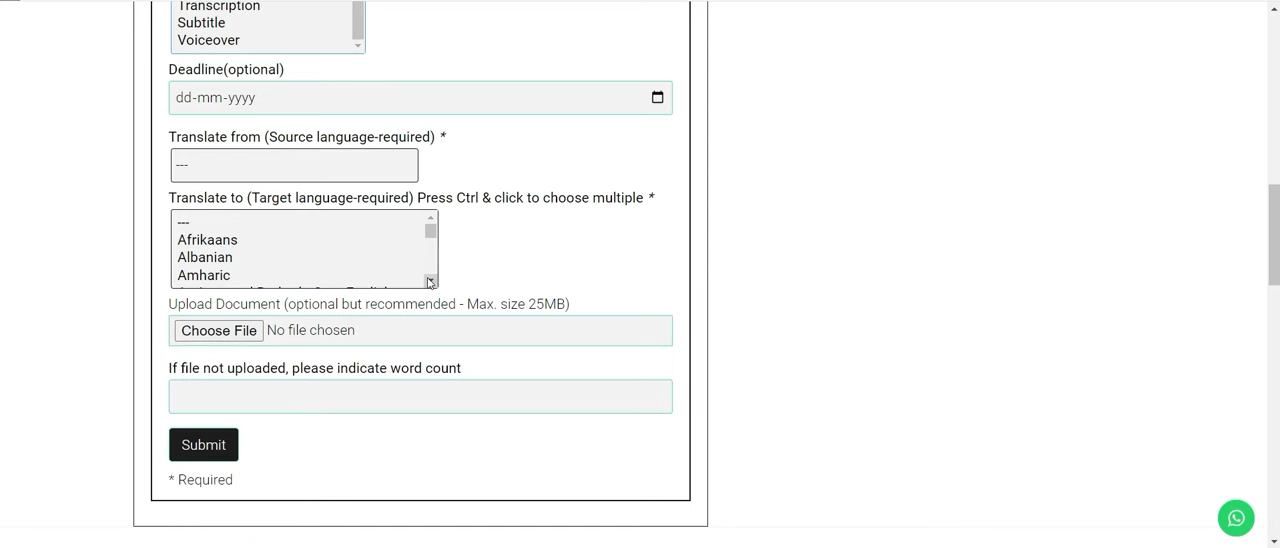 Transcription
Subtitle
Voiceover
Deadline(optional)
dd-mm-yyyy
Translate from (Source language-required) *
---
Translate to (Target language-required) Press Ctrl & click to choose multiple *
---
Afrikaans
Albanian
Amharic
Upload Document (optional but recommended - Max. size 25MB)
Choose File No file chosen
If file not uploaded, please indicate word count
Submit
* Required